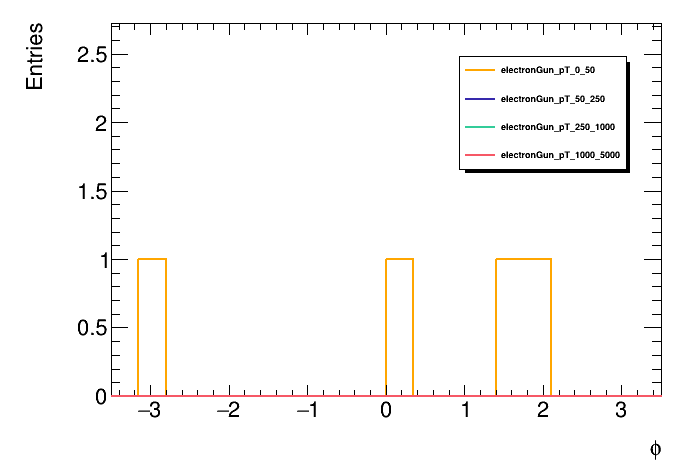 Entries
2.5
2
1.5
1
0.5
0
−3 −2 −1 0 1 2 3
ϕ
electronGun_pT_0_50
electronGun_pT_50_250
electronGun_pT_250_1000
electronGun_pT_1000_5000